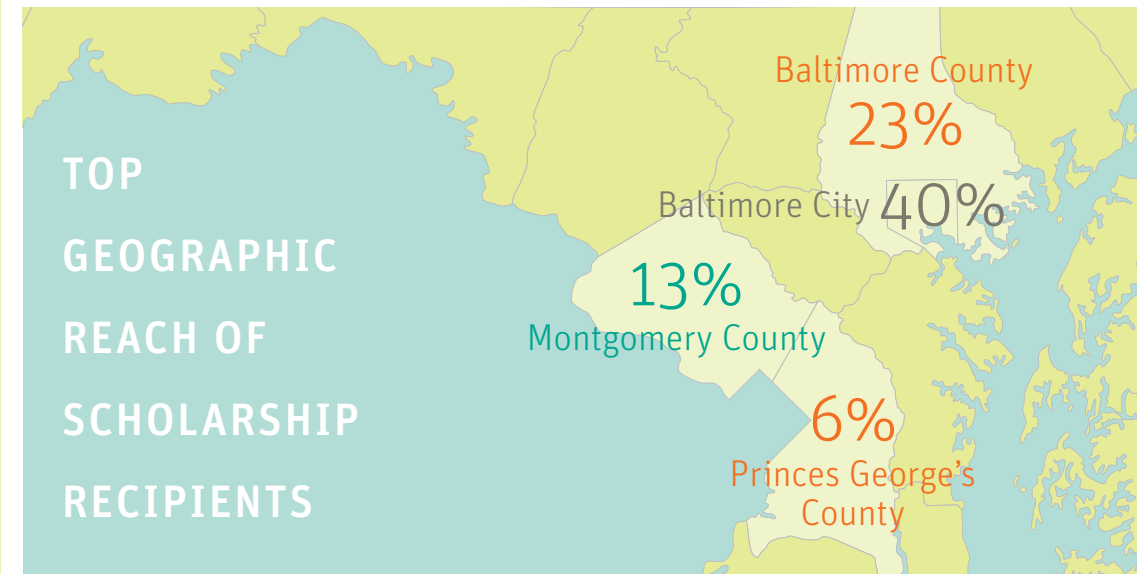 TOP
GEOGRAPHIC
REACH OF
SCHOLARSHIP
RECIPIENTS
Baltimore County
23%
Baltimore City 40%
13%
Montgomery County
6%
Princes George's
County